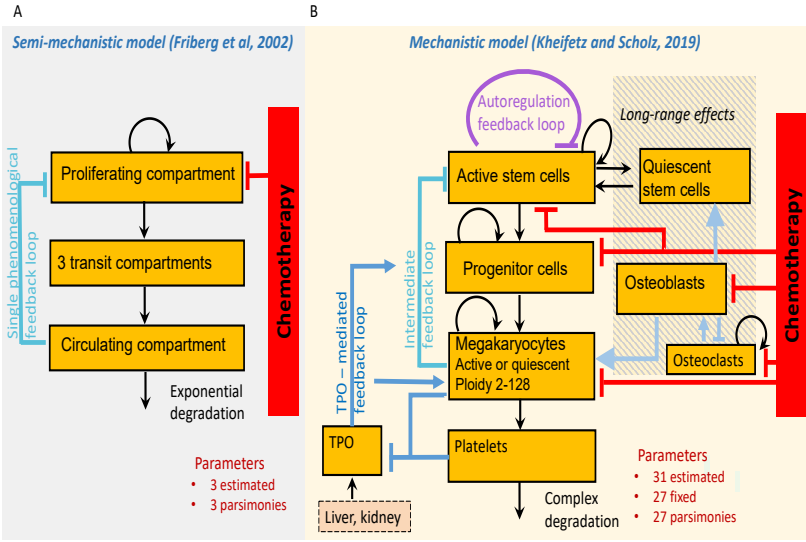 A
Semi-mechanistic model (Friberg et al, 2002)
Proliferating compartment
3 transit compartments
Circulating compartment
Single phenomenological
feedback loop
Exponential
degradation
Chemotherapy
Parameters
• 3 estimated
• 3 parsimonies
B
Mechanistic model (Kheifetz and Scholz, 2019)
Autoregulation
feedback loop
Long-range effects
Active stem cells
Quiescent
stem cells
Progenitor cells
Osteoblasts
Intermediate
feedback loop
TPO – mediated
feedback loop
Megakaryocytes
Active or quiescent
Ploidy 2-128
Osteoclasts
Chemotherapy
TPO
Platelets
Liver, kidney
Complex
degradation
Parameters
• 31 estimated
• 27 fixed
• 27 parsimonies